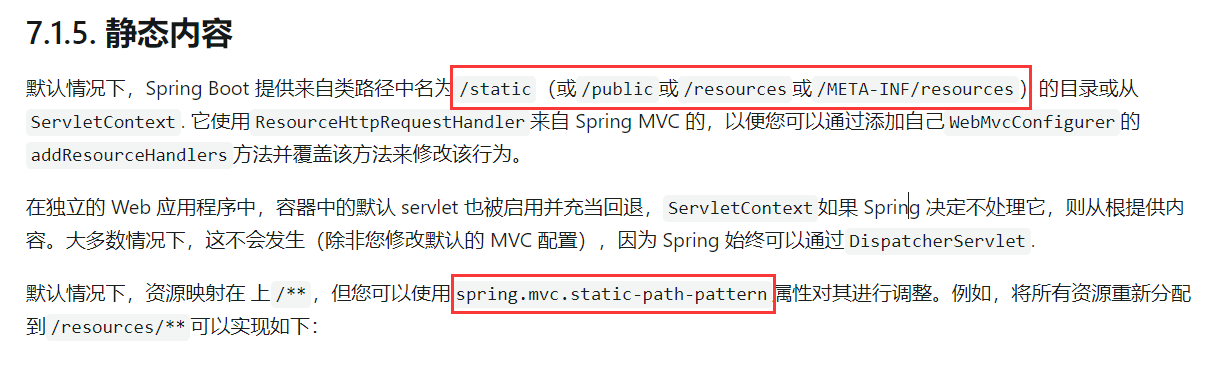 7.1.5. 静态内容
默认情况下，Spring Boot 提供来自类路径中名为 /static（或 /public 或 /resources 或 /META-INF/resources）的目录或从
ServletContext. 它使用 ResourceHttpRequestHandler 来自 Spring MVC 的，以便您可以通过添加自己 WebMvcConfigurer 的
addResourceHandlers 方法并覆盖该方法来修改该行为。
在独立的 Web 应用程序中，容器中的默认 servlet 也被启用并充当回退， ServletContext 如果 Spring 决定不处理它，则从根提供内
容。大多数情况下，这不会发生（除非您修改默认的 MVC 配置），因为 Spring 始终可以通过 DispatcherServlet.
默认情况下，资源映射在 上 /**，但您可以使用 spring.mvc.static-path-pattern 属性对其进行调整。例如，将所有资源重新分配
到 /resources/** 可以实现如下：